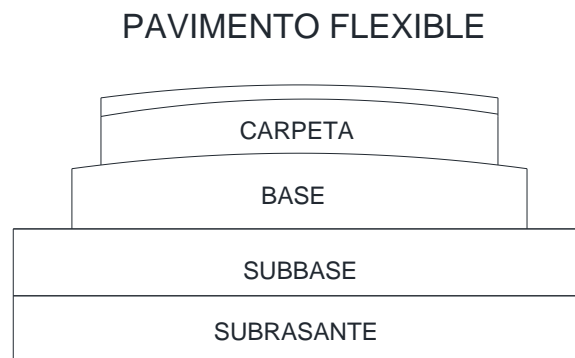 PAVIMENTO FLEXIBLE
CARPETA
BASE
SUBBASE
SUBRASANTE